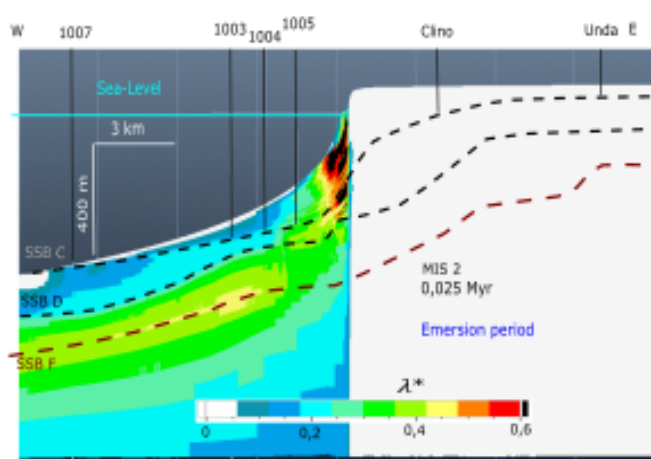 W 1007 1003 1004 1005 Clino Unda E
Sea-Level
3 km
400 m
SSB C
SSB D
SSB F
MIS 2
0,025 Myr
Emersion period
λ*
0 0,2 0,4 0,6